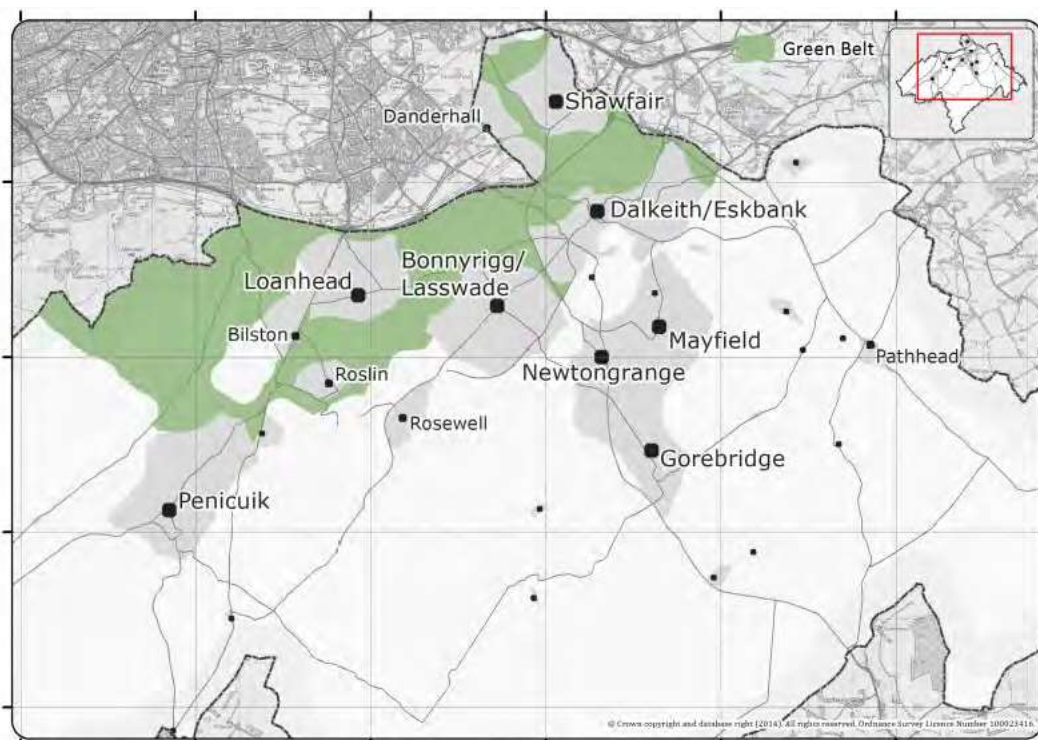 Green Belt
Shawfair
Danderhall
Dalkeith/Eskbank
Bonnyrigg/
Lasswade
Loanhead
Bilston
Mayfield
Pathhead
Newtongrange
Roslin
Rosewell
Gorebridge
Penicuik
© Crown copyright and database right (2014). All rights reserved. Ordnance Survey Licence Number 100023416.